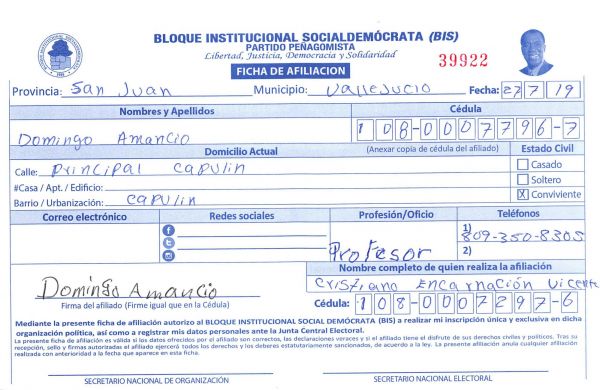 BLOQUE INSTITUCIONAL SOCIALDEMÓCRATA (BIS)
PARTIDO PEÑAGOMISTA
Libertad, Justicia, Democracia y Solidaridad
FICHA DE AFILIACION
39922
Provincia: San Juan Municipio: Vallejucio Fecha: 27 7 19
Nombres y Apellidos Cédula
Domingo Amancio 108-0007796-7
Domicilio Actual (Anexar copia de cédula del afiliado) Estado Civil
Calle: Principal Capulin Casado
#Casa / Apt. / Edificio: Soltero
Barrio / Urbanización: Capulin X Conviviente
Correo electrónico Redes sociales Profesión/Oficio Teléfonos
Profesor 1) 809-350-8305
2)
Nombre completo de quien realiza la afiliación
Cristiano Encarnación Vicente
Domingo Amancio
Firma del afiliado (Firme igual que en la Cédula) Cédula: 108-0007297-6
Mediante la presente ficha de afiliación autorizo al BLOQUE INSTITUCIONAL SOCIAL DEMÓCRATA (BIS) a realizar mi inscripción única y exclusiva en dicha
organización política, así como a registrar mis datos personales ante la Junta Central Electoral.
La presente ficha de afiliación es válida si los datos ofrecidos por el afiliado son correctos, las declaraciones veraces y si el afiliado tiene el disfrute de sus derechos civiles y políticos. Tras su
recepción, sello y firmas autorizadas el afiliado ejercerá todos los derechos y los deberes estatutariamente sancionados, de acuerdo a la ley. La presente afiliación anula cualquier afiliación
realizada con anterioridad a la fecha que aparece en esta ficha.
SECRETARIO NACIONAL DE ORGANIZACIÓN SECRETARIO NACIONAL ELECTORAL